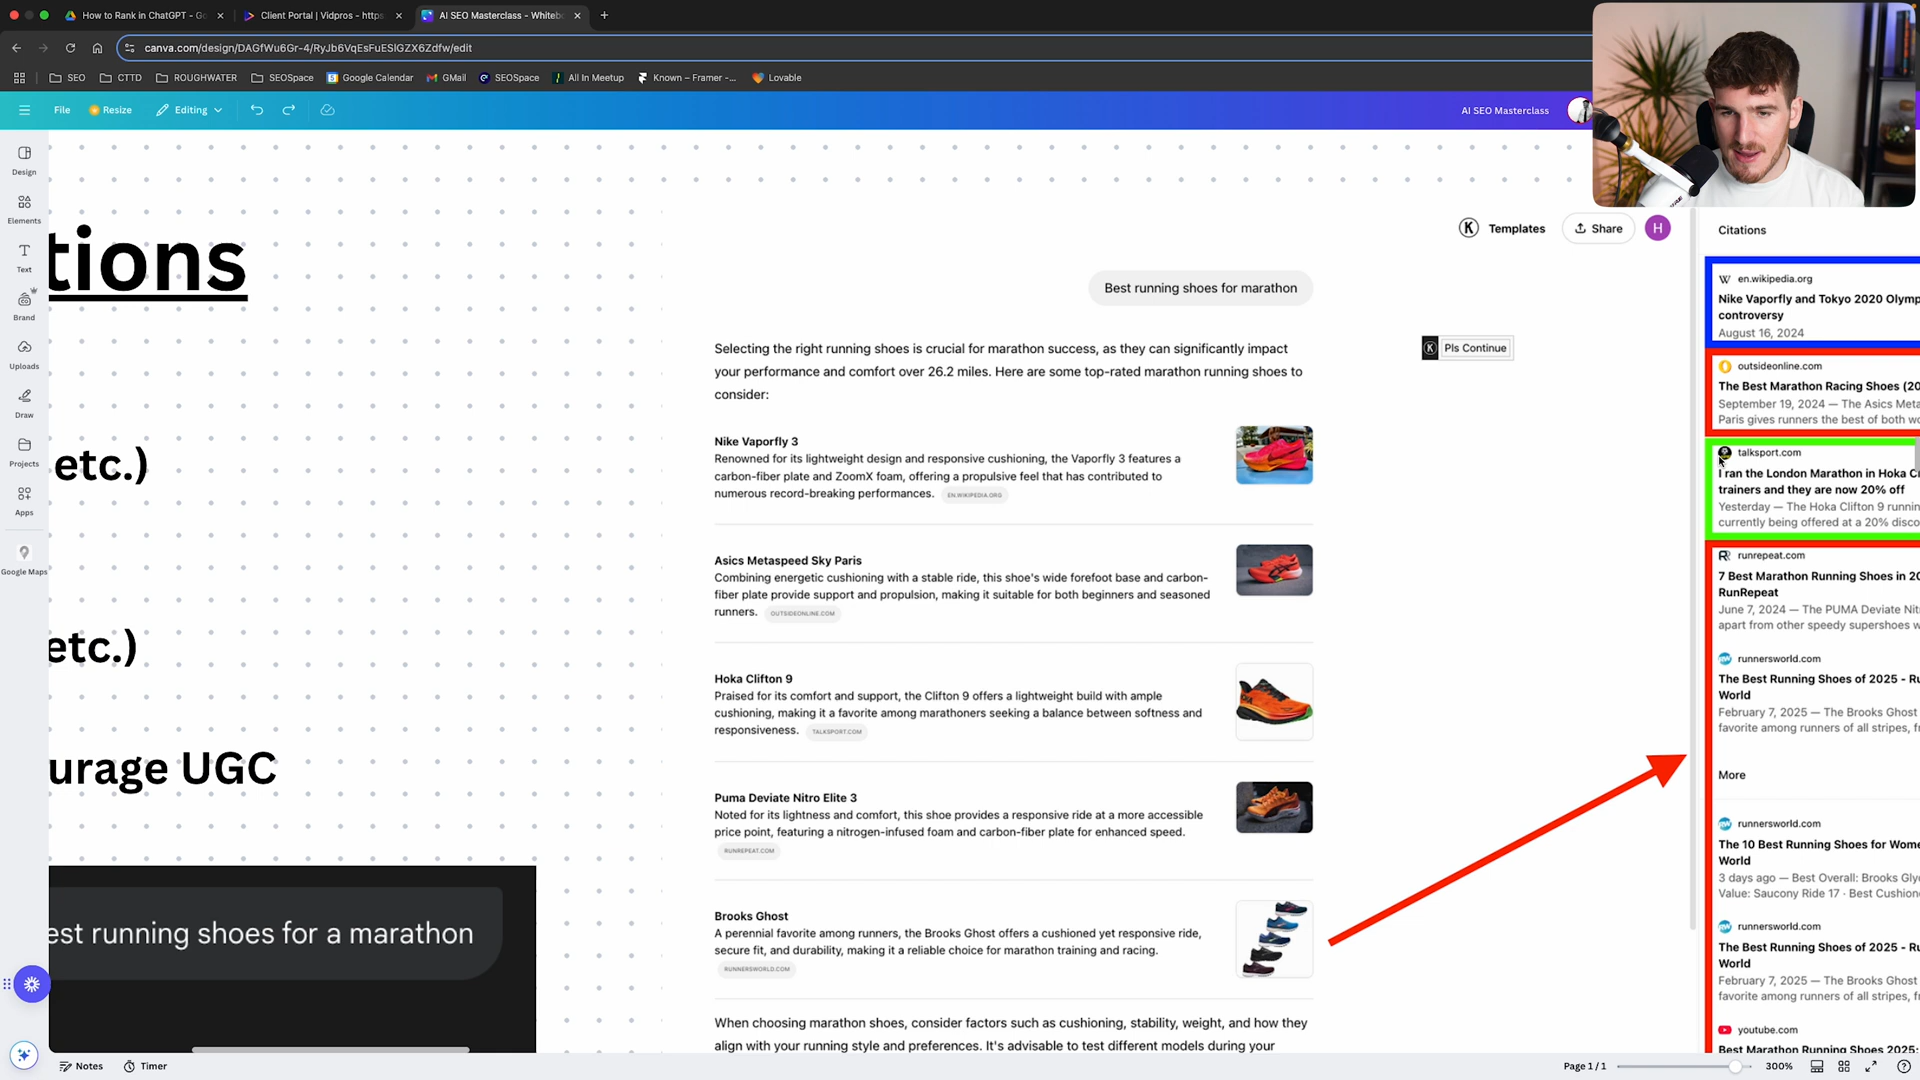 How to Rank in ChatGPT - Go
Client Portal | Vidpros - https
AI SEO Masterclass - Whitebo
canva.com/design/DAGfWu6Gr-4/RyJb6VqEsFuESlGZX6Zdfw/edit
SEO
CTTD
ROUGHWATER
SEOSpace
Google Calendar
GMail
SEOSpace
All In Meetup
Known – Framer -...
Lovable
File
Resize
Editing
AI SEO Masterclass
Design
Elements
Text
Brand
Uploads
Draw
Projects
Apps
Google Maps
tions
etc.)
etc.)
urage UGC
est running shoes for a marathon
Templates
Share
H
Best running shoes for marathon
Pls Continue
Selecting the right running shoes is crucial for marathon success, as they can significantly impact
your performance and comfort over 26.2 miles. Here are some top-rated marathon running shoes to
consider:
Nike Vaporfly 3
Renowned for its lightweight design and responsive cushioning, the Vaporfly 3 features a
carbon-fiber plate and ZoomX foam, offering a propulsive feel that has contributed to
numerous record-breaking performances. EN.WIKIPEDIA.ORG
Asics Metaspeed Sky Paris
Combining energetic cushioning with a stable ride, this shoe's wide forefoot base and carbon-
fiber plate provide support and propulsion, making it suitable for both beginners and seasoned
runners. OUTSIDEONLINE.COM
Hoka Clifton 9
Praised for its comfort and support, the Clifton 9 offers a lightweight build with ample
cushioning, making it a favorite among marathoners seeking a balance between softness and
responsiveness. TALKSPORT.COM
Puma Deviate Nitro Elite 3
Noted for its lightness and comfort, this shoe provides a responsive ride at a more accessible
price point, featuring a nitrogen-infused foam and carbon-fiber plate for enhanced speed.
RUNREPEAT.COM
Brooks Ghost
A perennial favorite among runners, the Brooks Ghost offers a cushioned yet responsive ride,
secure fit, and durability, making it a reliable choice for marathon training and racing.
RUNNERSWORLD.COM
When choosing marathon shoes, consider factors such as cushioning, stability, weight, and how they
align with your running style and preferences. It's advisable to test different models during your
Citations
en.wikipedia.org
Nike Vaporfly and Tokyo 2020 Olymp
controversy
August 16, 2024
outsideonline.com
The Best Marathon Racing Shoes (20
September 19, 2024 — The Asics Meta
Paris gives runners the best of both wo
talksport.com
I ran the London Marathon in Hoka C
trainers and they are now 20% off
Yesterday — The Hoka Clifton 9 runnin
currently being offered at a 20% disco
runrepeat.com
7 Best Marathon Running Shoes in 20
RunRepeat
June 7, 2024 — The PUMA Deviate Nit
apart from other speedy supershoes w
runnersworld.com
The Best Running Shoes of 2025 - Ru
World
February 7, 2025 — The Brooks Ghost
favorite among runners of all stripes, fr
More
runnersworld.com
The 10 Best Running Shoes for Wome
World
3 days ago — Best Overall: Brooks Glyc
Value: Saucony Ride 17 · Best Cushion
runnersworld.com
The Best Running Shoes of 2025 - Ru
World
February 7, 2025 — The Brooks Ghost
favorite among runners of all stripes, fr
youtube.com
Best Marathon Running Shoes 2025:
Notes
Timer
Page 1 / 1
300%